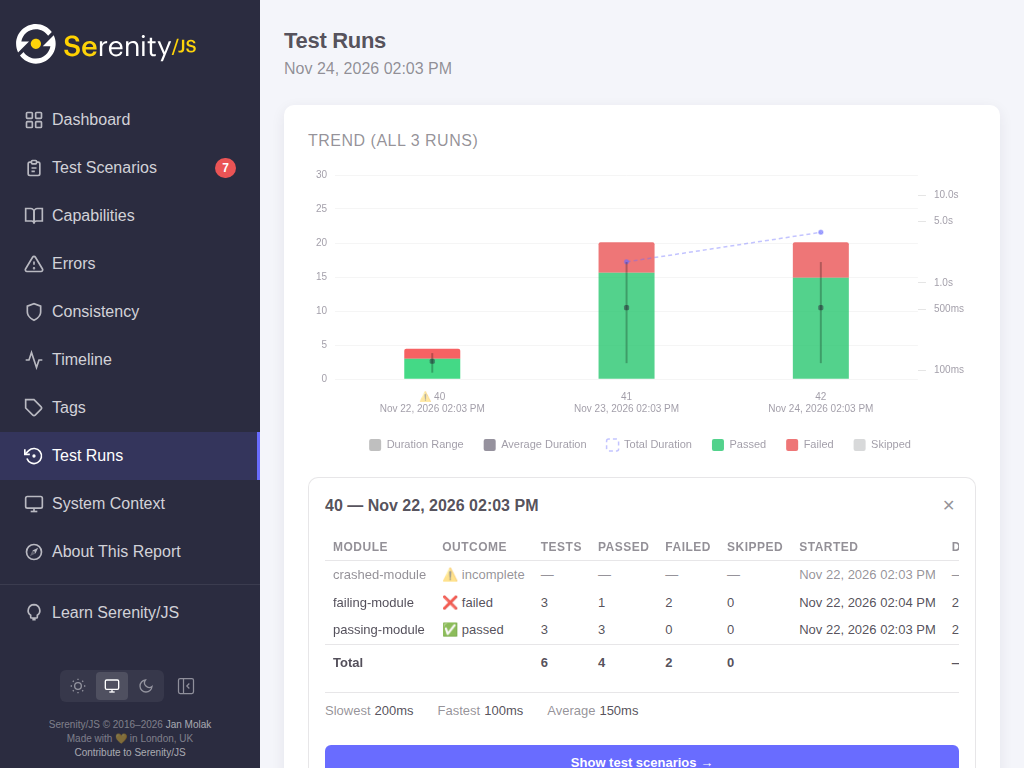 Serenity/JS
Dashboard
Test Scenarios 7
Capabilities
Errors
Consistency
Timeline
Tags
Test Runs
System Context
About This Report
Learn Serenity/JS
Serenity/JS © 2016–2026 Jan Molak
Made with 💛 in London, UK
Contribute to Serenity/JS
Test Runs
Nov 24, 2026 02:03 PM
TREND (ALL 3 RUNS)
30
25
20
15
10
5
0
10.0s
5.0s
1.0s
500ms
100ms
⚠️ 40
Nov 22, 2026 02:03 PM
41
Nov 23, 2026 02:03 PM
42
Nov 24, 2026 02:03 PM
Duration Range Average Duration Total Duration Passed Failed Skipped
40 — Nov 22, 2026 02:03 PM ✕
MODULE OUTCOME TESTS PASSED FAILED SKIPPED STARTED D
crashed-module ⚠️ incomplete — — — — Nov 22, 2026 02:03 PM —
failing-module ❌ failed 3 1 2 0 Nov 22, 2026 02:04 PM 2
passing-module ✅ passed 3 3 0 0 Nov 22, 2026 02:03 PM 2
Total 6 4 2 0 —
Slowest 200ms Fastest 100ms Average 150ms
Show test scenarios →